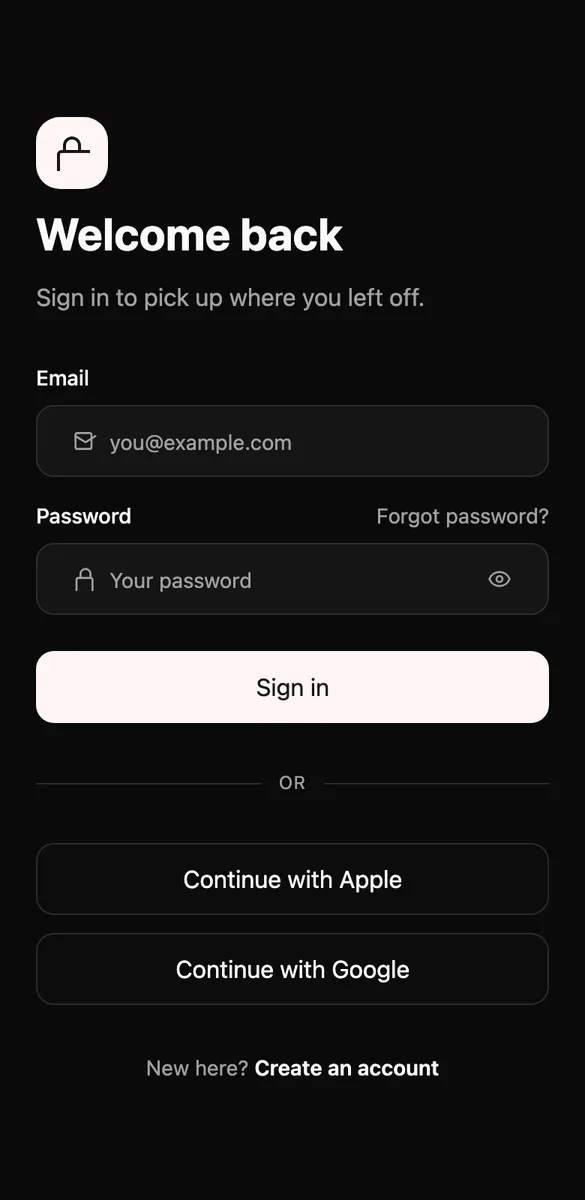 Welcome back
Sign in to pick up where you left off.
Email
you@example.com
Password
Forgot password?
Your password
Sign in
OR
Continue with Apple
Continue with Google
New here? Create an account